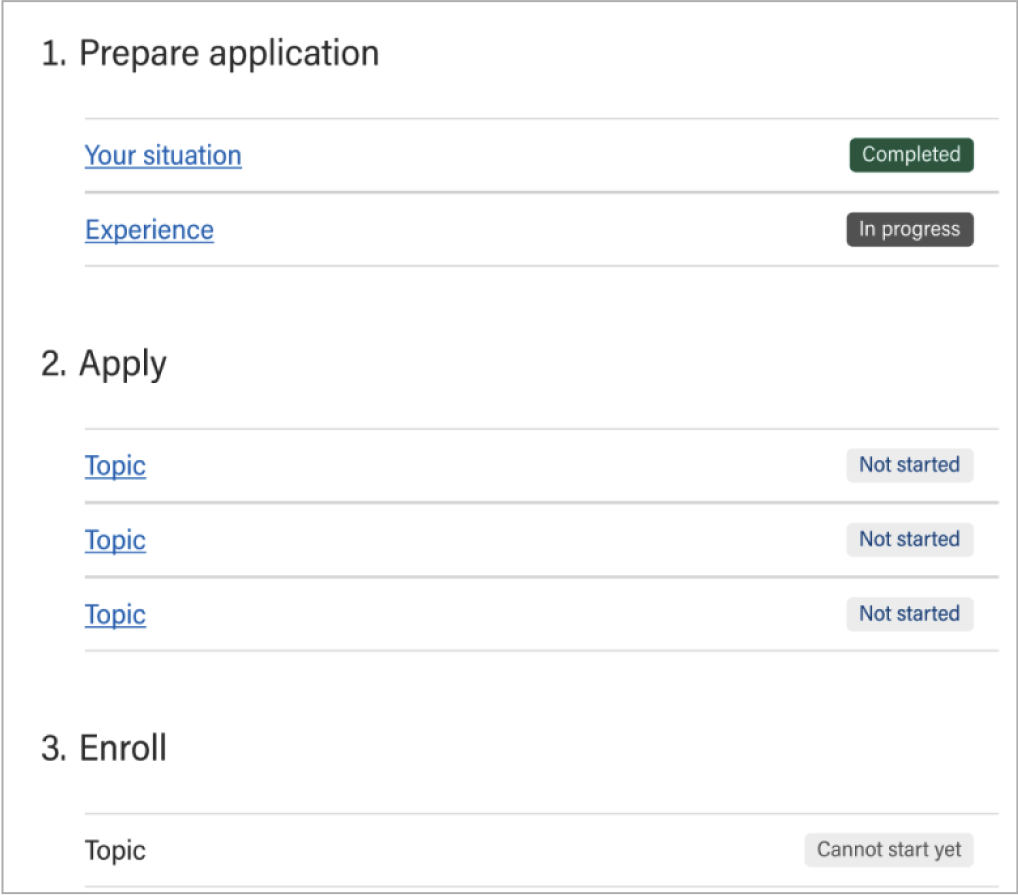 1. Prepare application
Your situation Completed
Experience In progress
2. Apply
Topic Not started
Topic Not started
Topic Not started
3. Enroll
Topic Cannot start yet